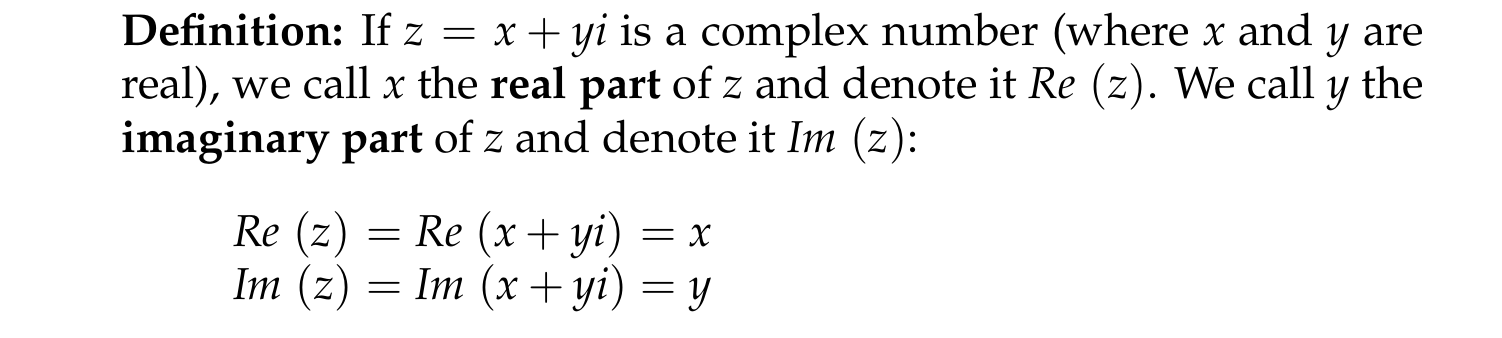 Definition: If z = x + yi is a complex number (where x and y are
real), we call x the real part of z and denote it Re (z). We call y the
imaginary part of z and denote it Im (z):
Re (z) = Re (x + yi) = x
Im (z) = Im (x + yi) = y